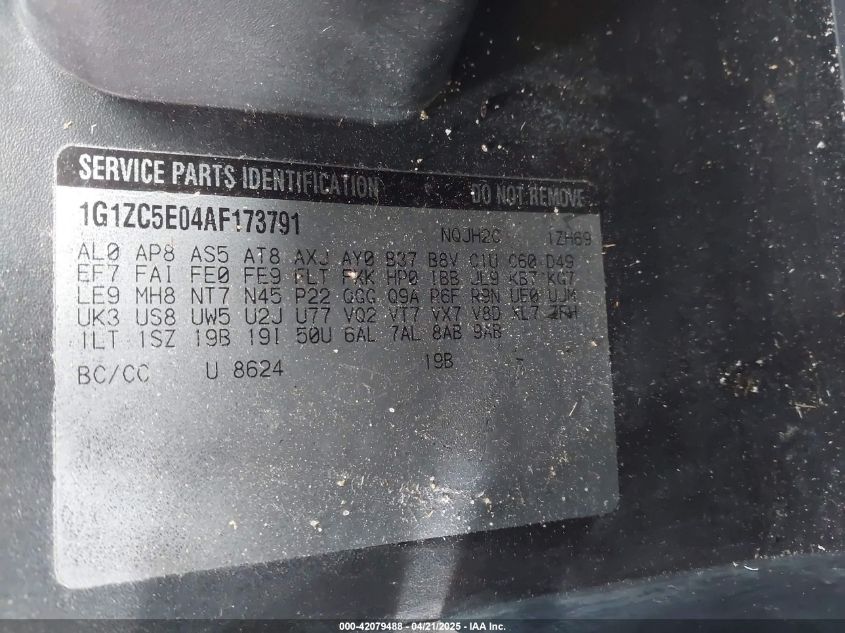 SERVICE PARTS IDENTIFICATION DO NOT REMOVE
1G1ZC5E04AF173791 NQJH2C 1ZH69
AL0 AP8 AS5 AT8 AXJ AY0 B37 B8V C1U C60 D49
EF7 FAI FE0 FE9 FLT FXK HP0 IBB JL9 KB7 KG7
LE9 MH8 NT7 N45 P22 QGG Q9A R6F R9N UE0 UJM
UK3 US8 UW5 U2J U77 VQ2 VT7 VX7 V8D XL7 2FH
1LT 1SZ 19B 19I 50U 6AL 7AL 8AB 9AB
BC/CC U 8624 19B -
000-42079488 - 04/21/2025 - IAA Inc.